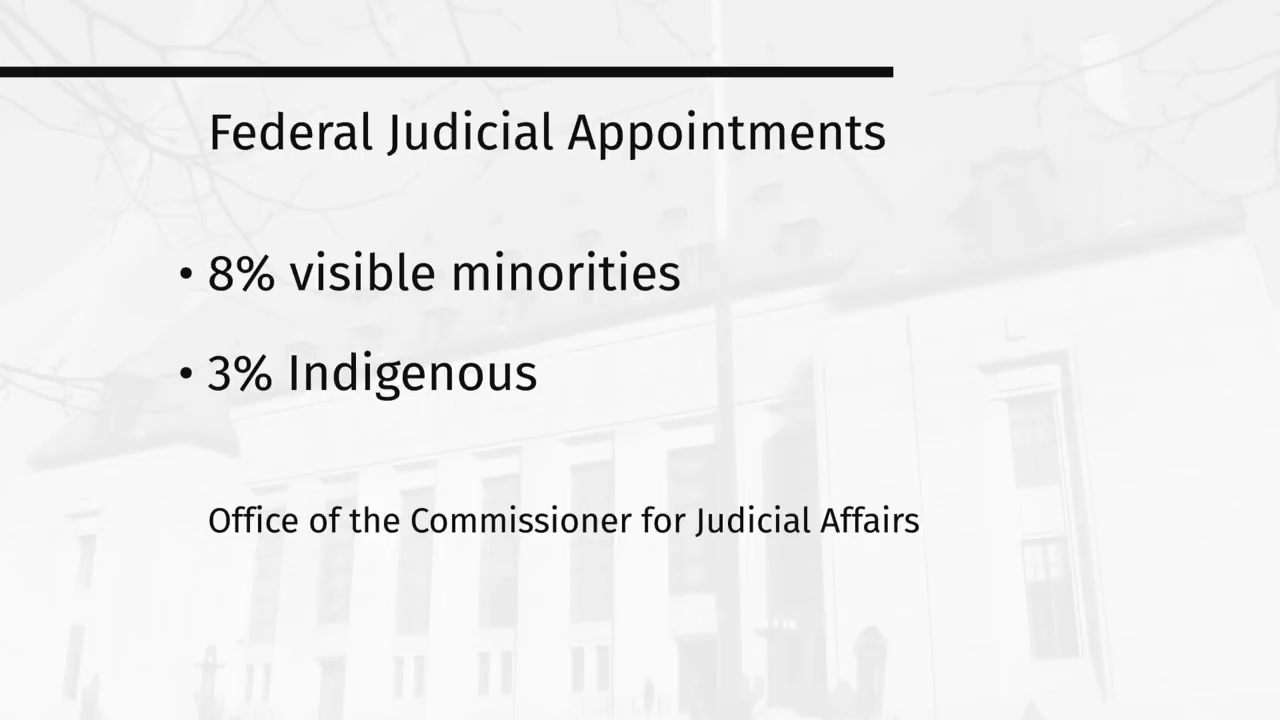 Federal Judicial Appointments
• 8% visible minorities
• 3% Indigenous
Office of the Commissioner for Judicial Affairs